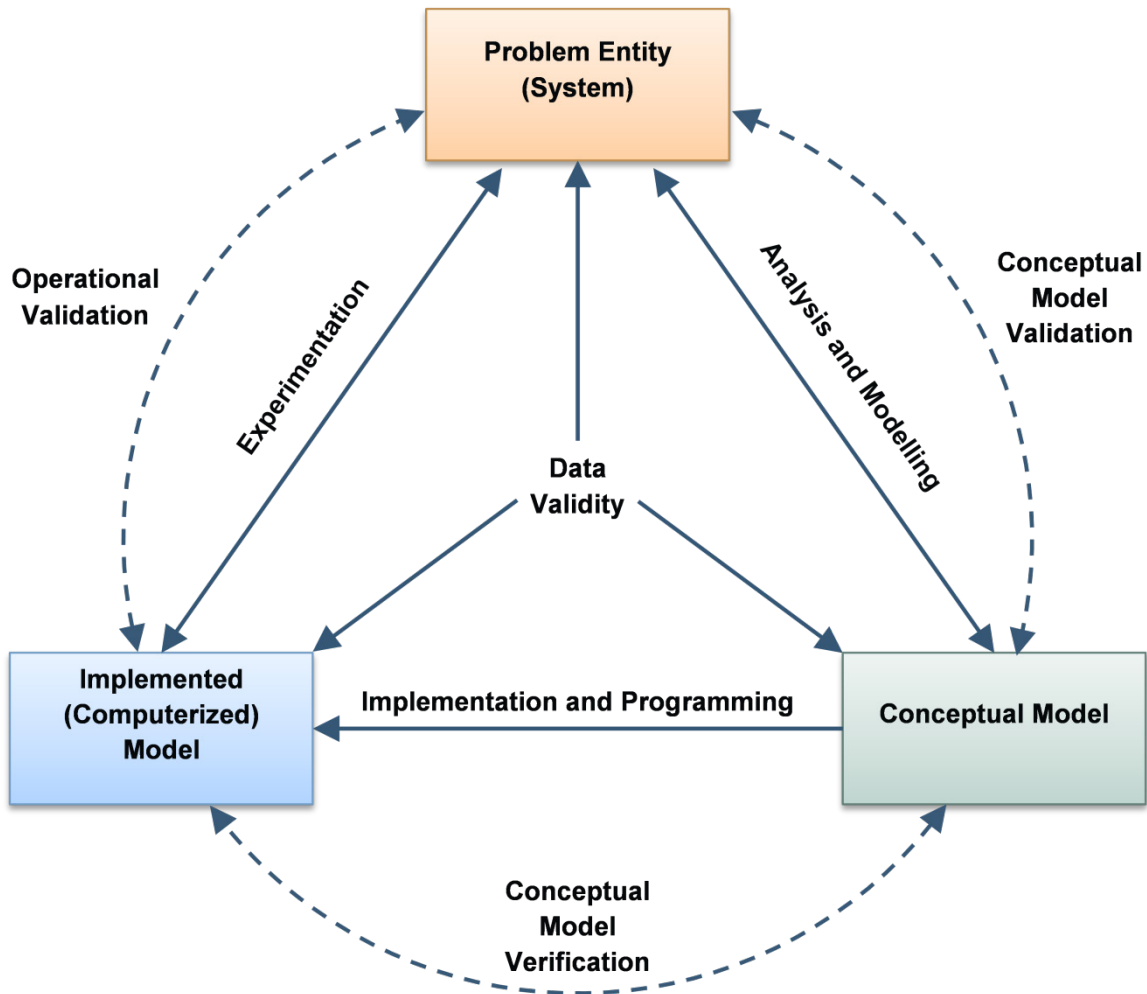 Problem Entity
(System)
Operational
Validation
Experimentation
Analysis and Modelling
Conceptual
Model
Validation
Data
Validity
Implemented
(Computerized)
Model
Implementation and Programming
Conceptual Model
Conceptual
Model
Verification